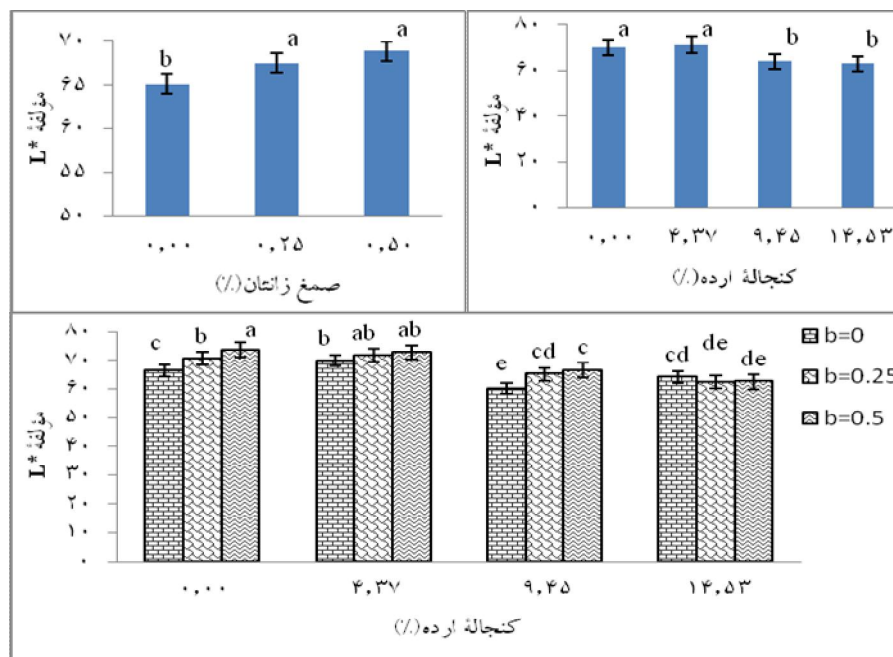 ۷۰
۶۵
۶۰
۵۵
۵۰
مؤلفهٔ L*
b a a
۰,۰۰ ۰,۲۵ ۰,۵۰
صمغ زانتان(٪)
۸۰
۶۰
۴۰
۲۰
۰
مؤلفهٔ L*
a a b b
۰,۰۰ ۴,۳۷ ۹,۴۵ ۱۴,۵۳
کنجالهٔ ارده(٪)
۸۰
۷۰
۶۰
۵۰
۴۰
۳۰
۲۰
۱۰
۰
مؤلفهٔ L*
c b a b ab ab e cd c cd de de
۰,۰۰ ۴,۳۷ ۹,۴۵ ۱۴,۵۳
کنجالهٔ ارده(٪)
b=0
b=0.25
b=0.5